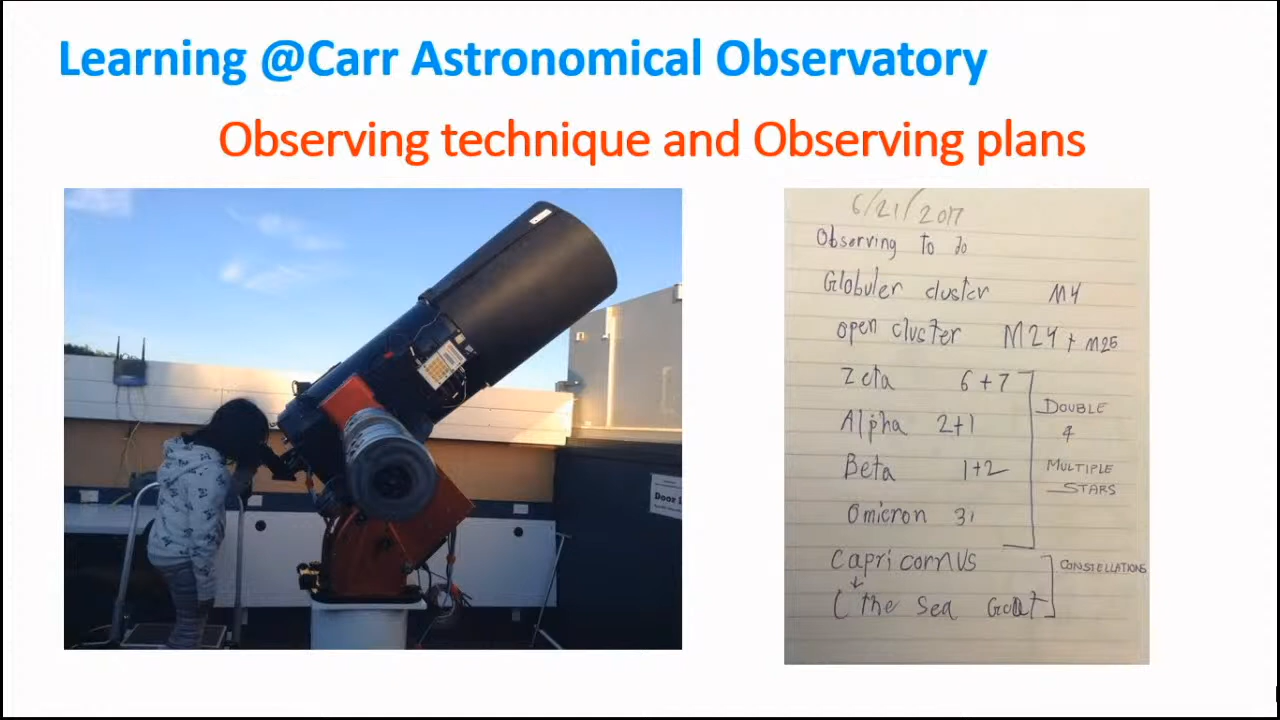 Learning @Carr Astronomical Observatory
Observing technique and Observing plans
6/21/2017
Observing to do
Globuler cluster M4
open cluster M24 + M25
Zeta 6+7
Alpha 2+1
Beta 1+2
Omicron
DOUBLE
&
MULTIPLE
STARS
Capricornus
(the sea Goat
CONSTELLATIONS